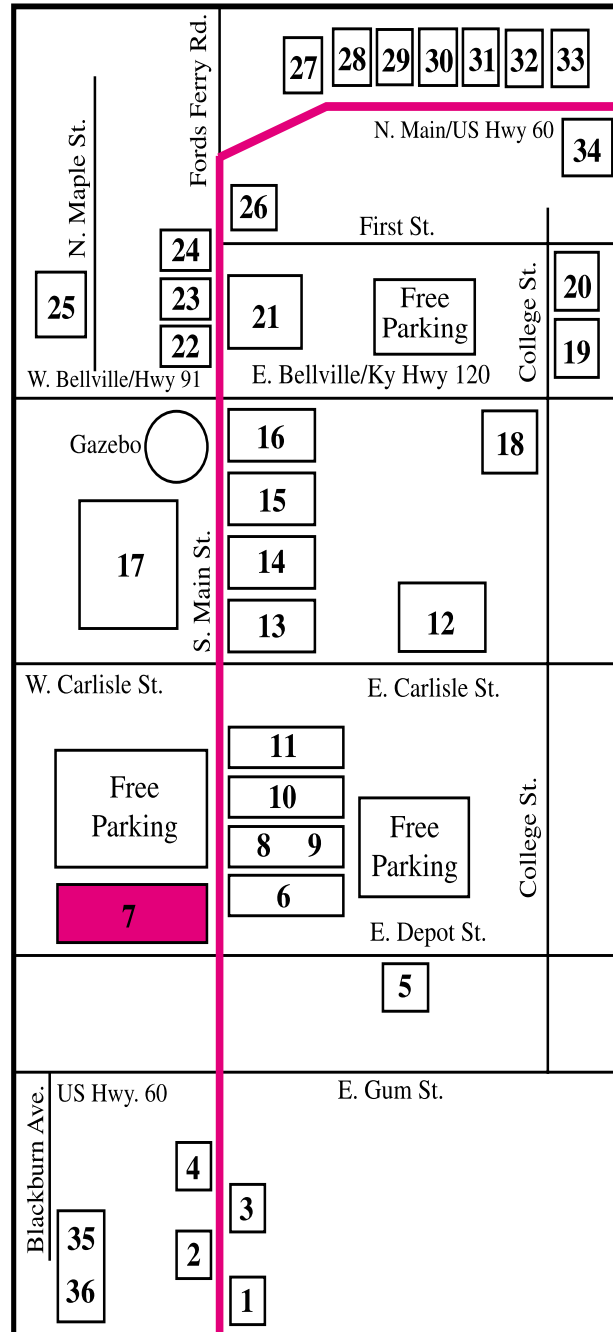 Fords Ferry Rd.
27
28
29
30
31
32
33
N. Main/US Hwy 60
34
N. Maple St.
26
First St.
24
25
23
22
21
Free
Parking
College St.
20
19
W. Bellville/Hwy 91
E. Bellville/Ky Hwy 120
Gazebo
16
18
15
17
14
S. Main St.
13
12
W. Carlisle St.
E. Carlisle St.
11
Free
Parking
10
8 9
Free
Parking
College St.
6
7
E. Depot St.
5
US Hwy. 60
E. Gum St.
Blackburn Ave.
4
3
35
2
36
1